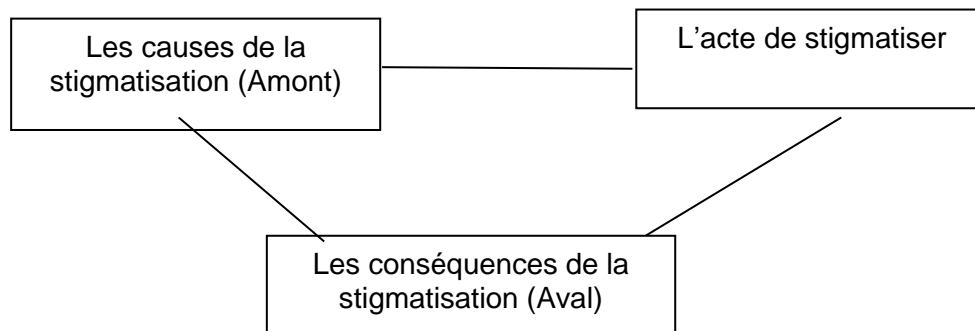 Les causes de la
stigmatisation (Amont)
L’acte de stigmatiser
Les conséquences de la
stigmatisation (Aval)